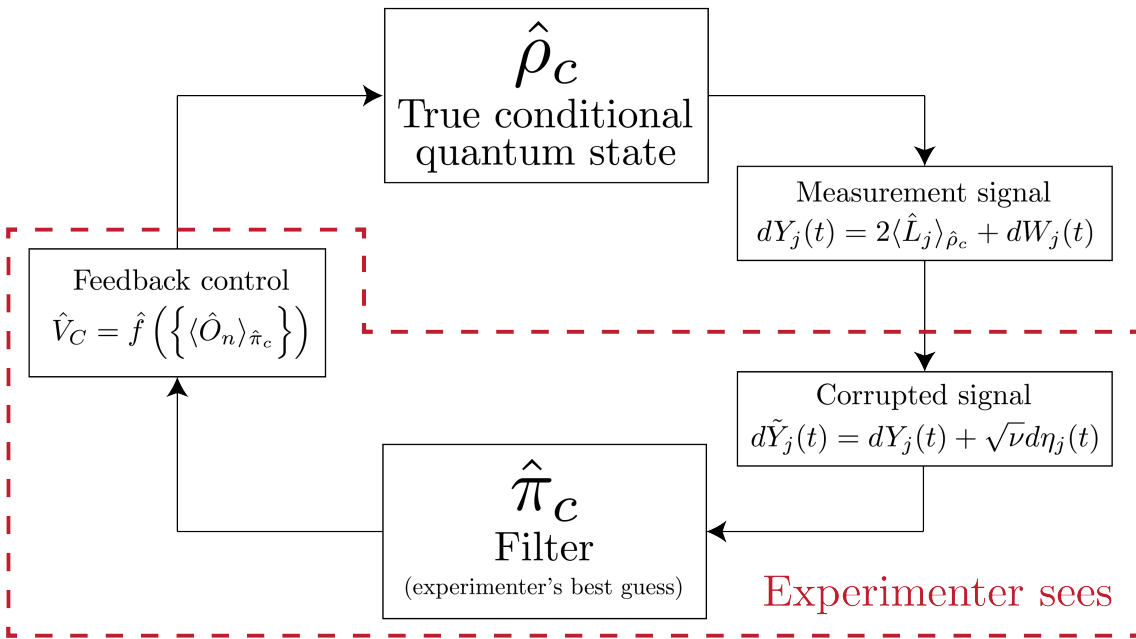 ρ̂_c
True conditional
quantum state
Measurement signal
dY_j(t) = 2⟨L̂_j⟩_{ρ̂_c} + dW_j(t)
Feedback control
V̂_C = f̂ ( { ⟨Ô_n⟩_{π̂_c} } )
Corrupted signal
dỸ_j(t) = dY_j(t) + √ν dη_j(t)
π̂_c
Filter
(experimenter's best guess)
Experimenter sees